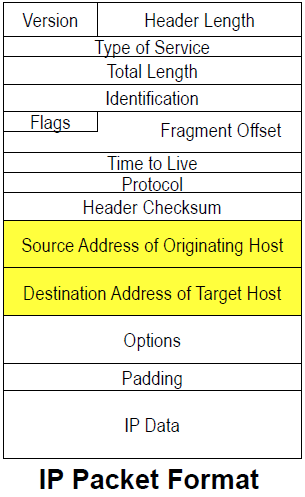 Version Header Length
Type of Service
Total Length
Identification
Flags
Fragment Offset
Time to Live
Protocol
Header Checksum
Source Address of Originating Host
Destination Address of Target Host
Options
Padding
IP Data
IP Packet Format